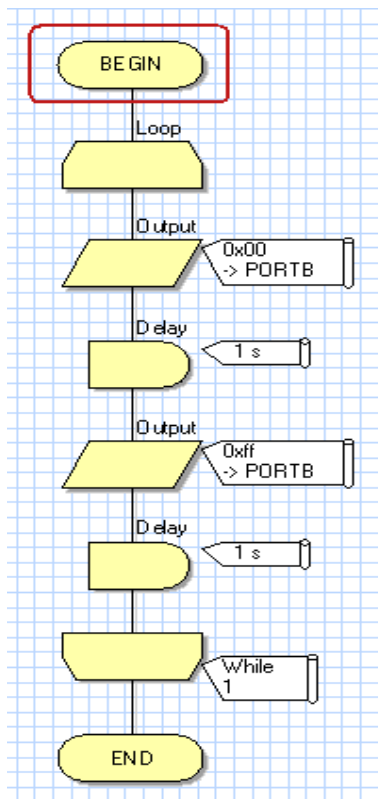 BEGIN
Loop
Output
0x00
-> PORTB
Delay
1 s
Output
0xff
-> PORTB
Delay
1 s
While
1
END